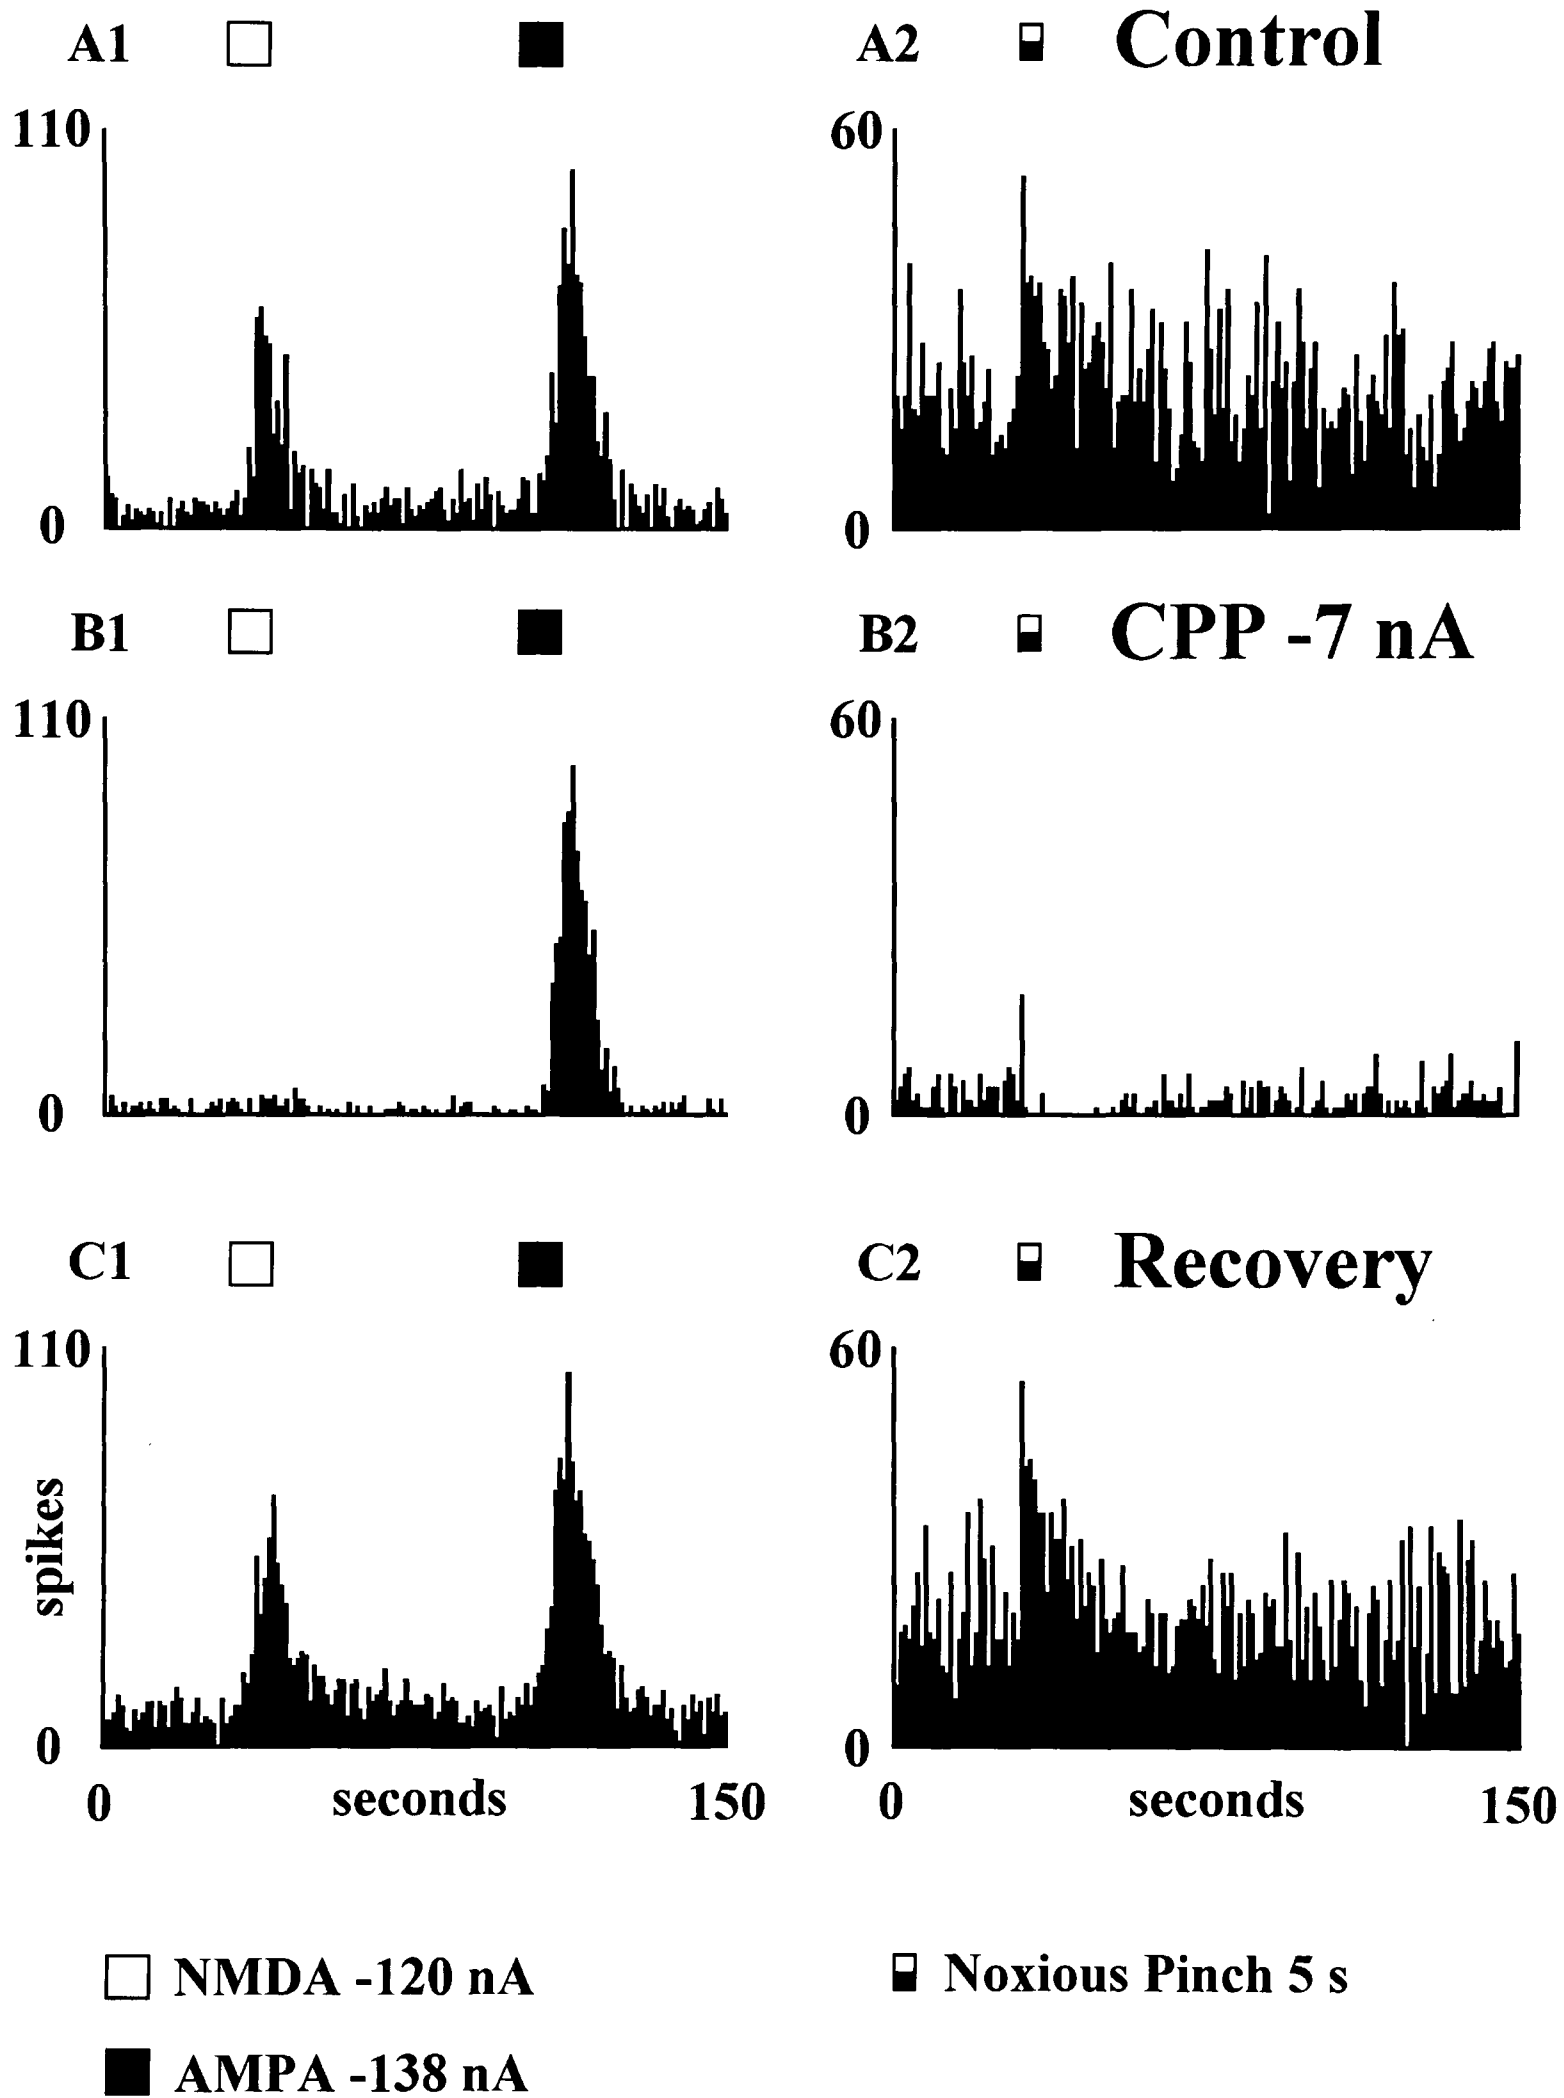 A1
A2 Control
110
0
60
0
B1
B2 CPP -7 nA
110
0
60
0
C1
C2 Recovery
110
spikes
0
0 seconds 150
60
0
0 seconds 150
NMDA -120 nA
AMPA -138 nA
Noxious Pinch 5 s